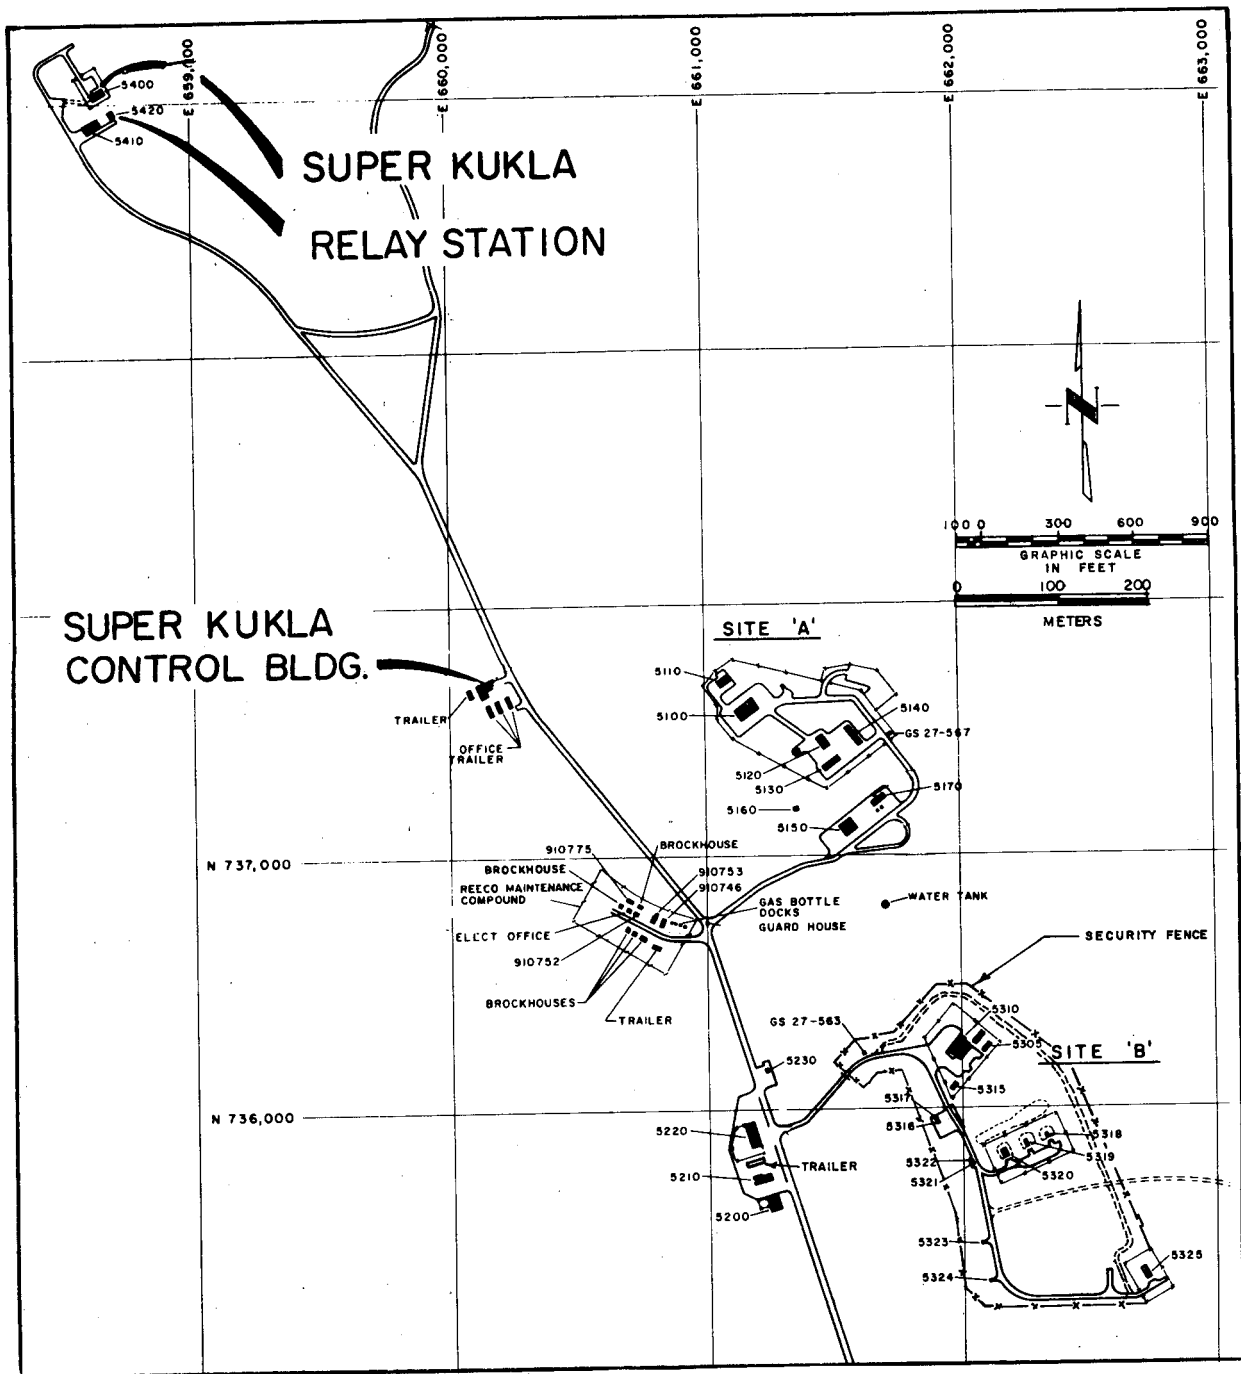 E 659,000
E 660,000
E 661,000
E 662,000
E 663,000
5400
5420
5410
SUPER KUKLA
RELAY STATION
N
100 0 300 600 900
GRAPHIC SCALE
IN FEET
0 100 200
METERS
SUPER KUKLA
CONTROL BLDG.
TRAILER
OFFICE
TRAILER
SITE 'A'
5110
5100
5140
GS 27-567
5120
5130
5170
5160
5150
N 737,000
910775
BROCKHOUSE
BROCKHOUSE
910753
910746
REECO MAINTENANCE
COMPOUND
GAS BOTTLE
DOCKS
GUARD HOUSE
WATER TANK
ELECT OFFICE
910752
BROCKHOUSES
TRAILER
SECURITY FENCE
GS 27-563
5310
5305
SITE 'B'
5230
5315
5317
5316
N 736,000
5220
TRAILER
5210
5200
5318
5319
5320
5322
5321
5323
5324
5325